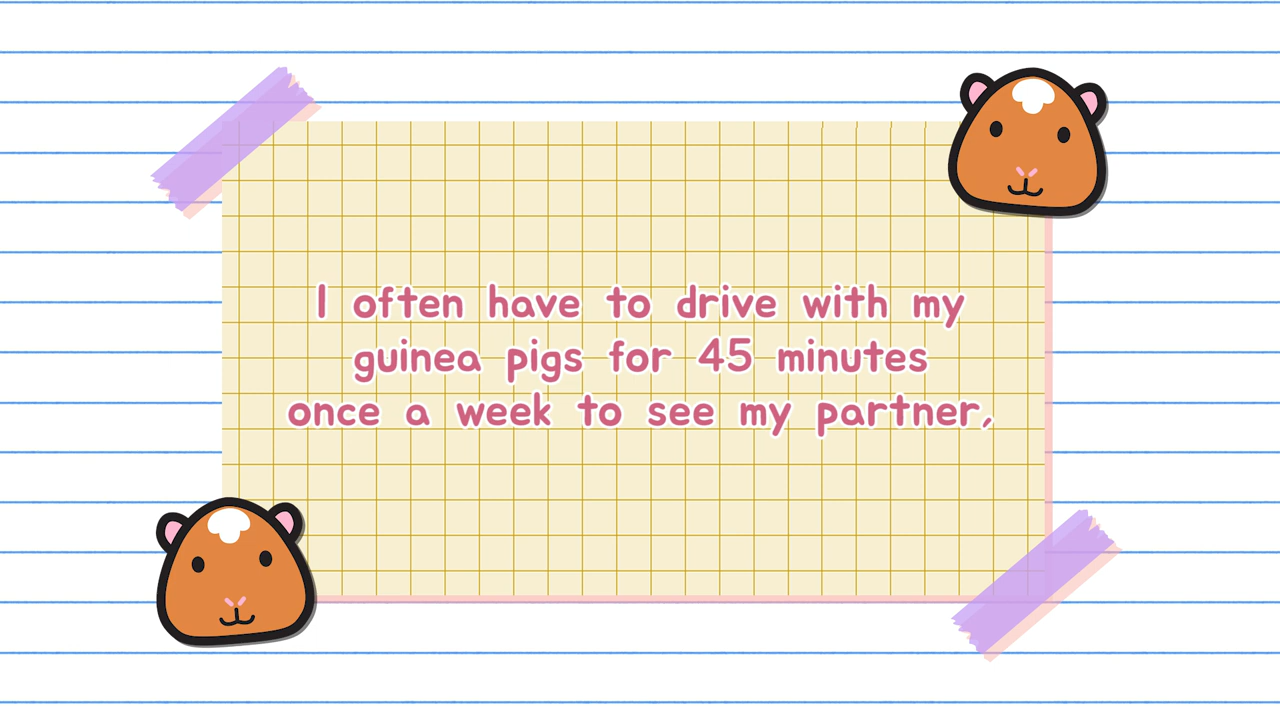 I often have to drive with my
guinea pigs for 45 minutes
once a week to see my partner,